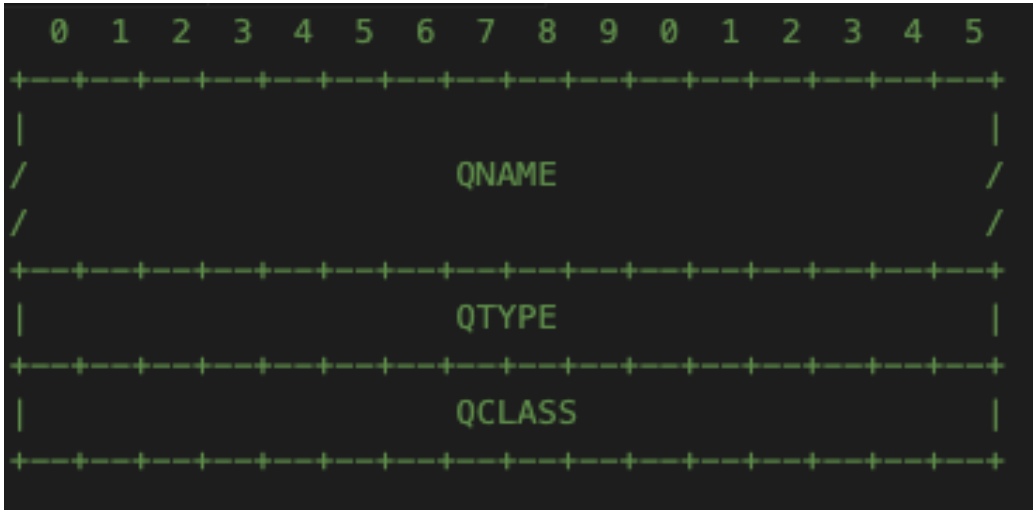 0  1  2  3  4  5  6  7  8  9  0  1  2  3  4  5
+--+--+--+--+--+--+--+--+--+--+--+--+--+--+--+--+
|                                               |
/                     QNAME                     /
/                                               /
+--+--+--+--+--+--+--+--+--+--+--+--+--+--+--+--+
|                     QTYPE                     |
+--+--+--+--+--+--+--+--+--+--+--+--+--+--+--+--+
|                     QCLASS                    |
+--+--+--+--+--+--+--+--+--+--+--+--+--+--+--+--+